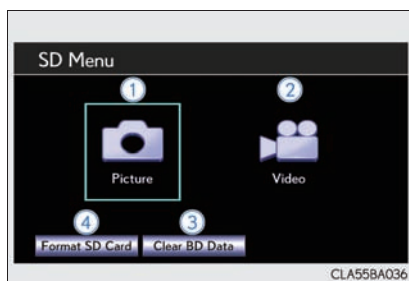 SD Menu
1 2
Picture Video
4 3
Format SD Card Clear BD Data
CLA55BA036